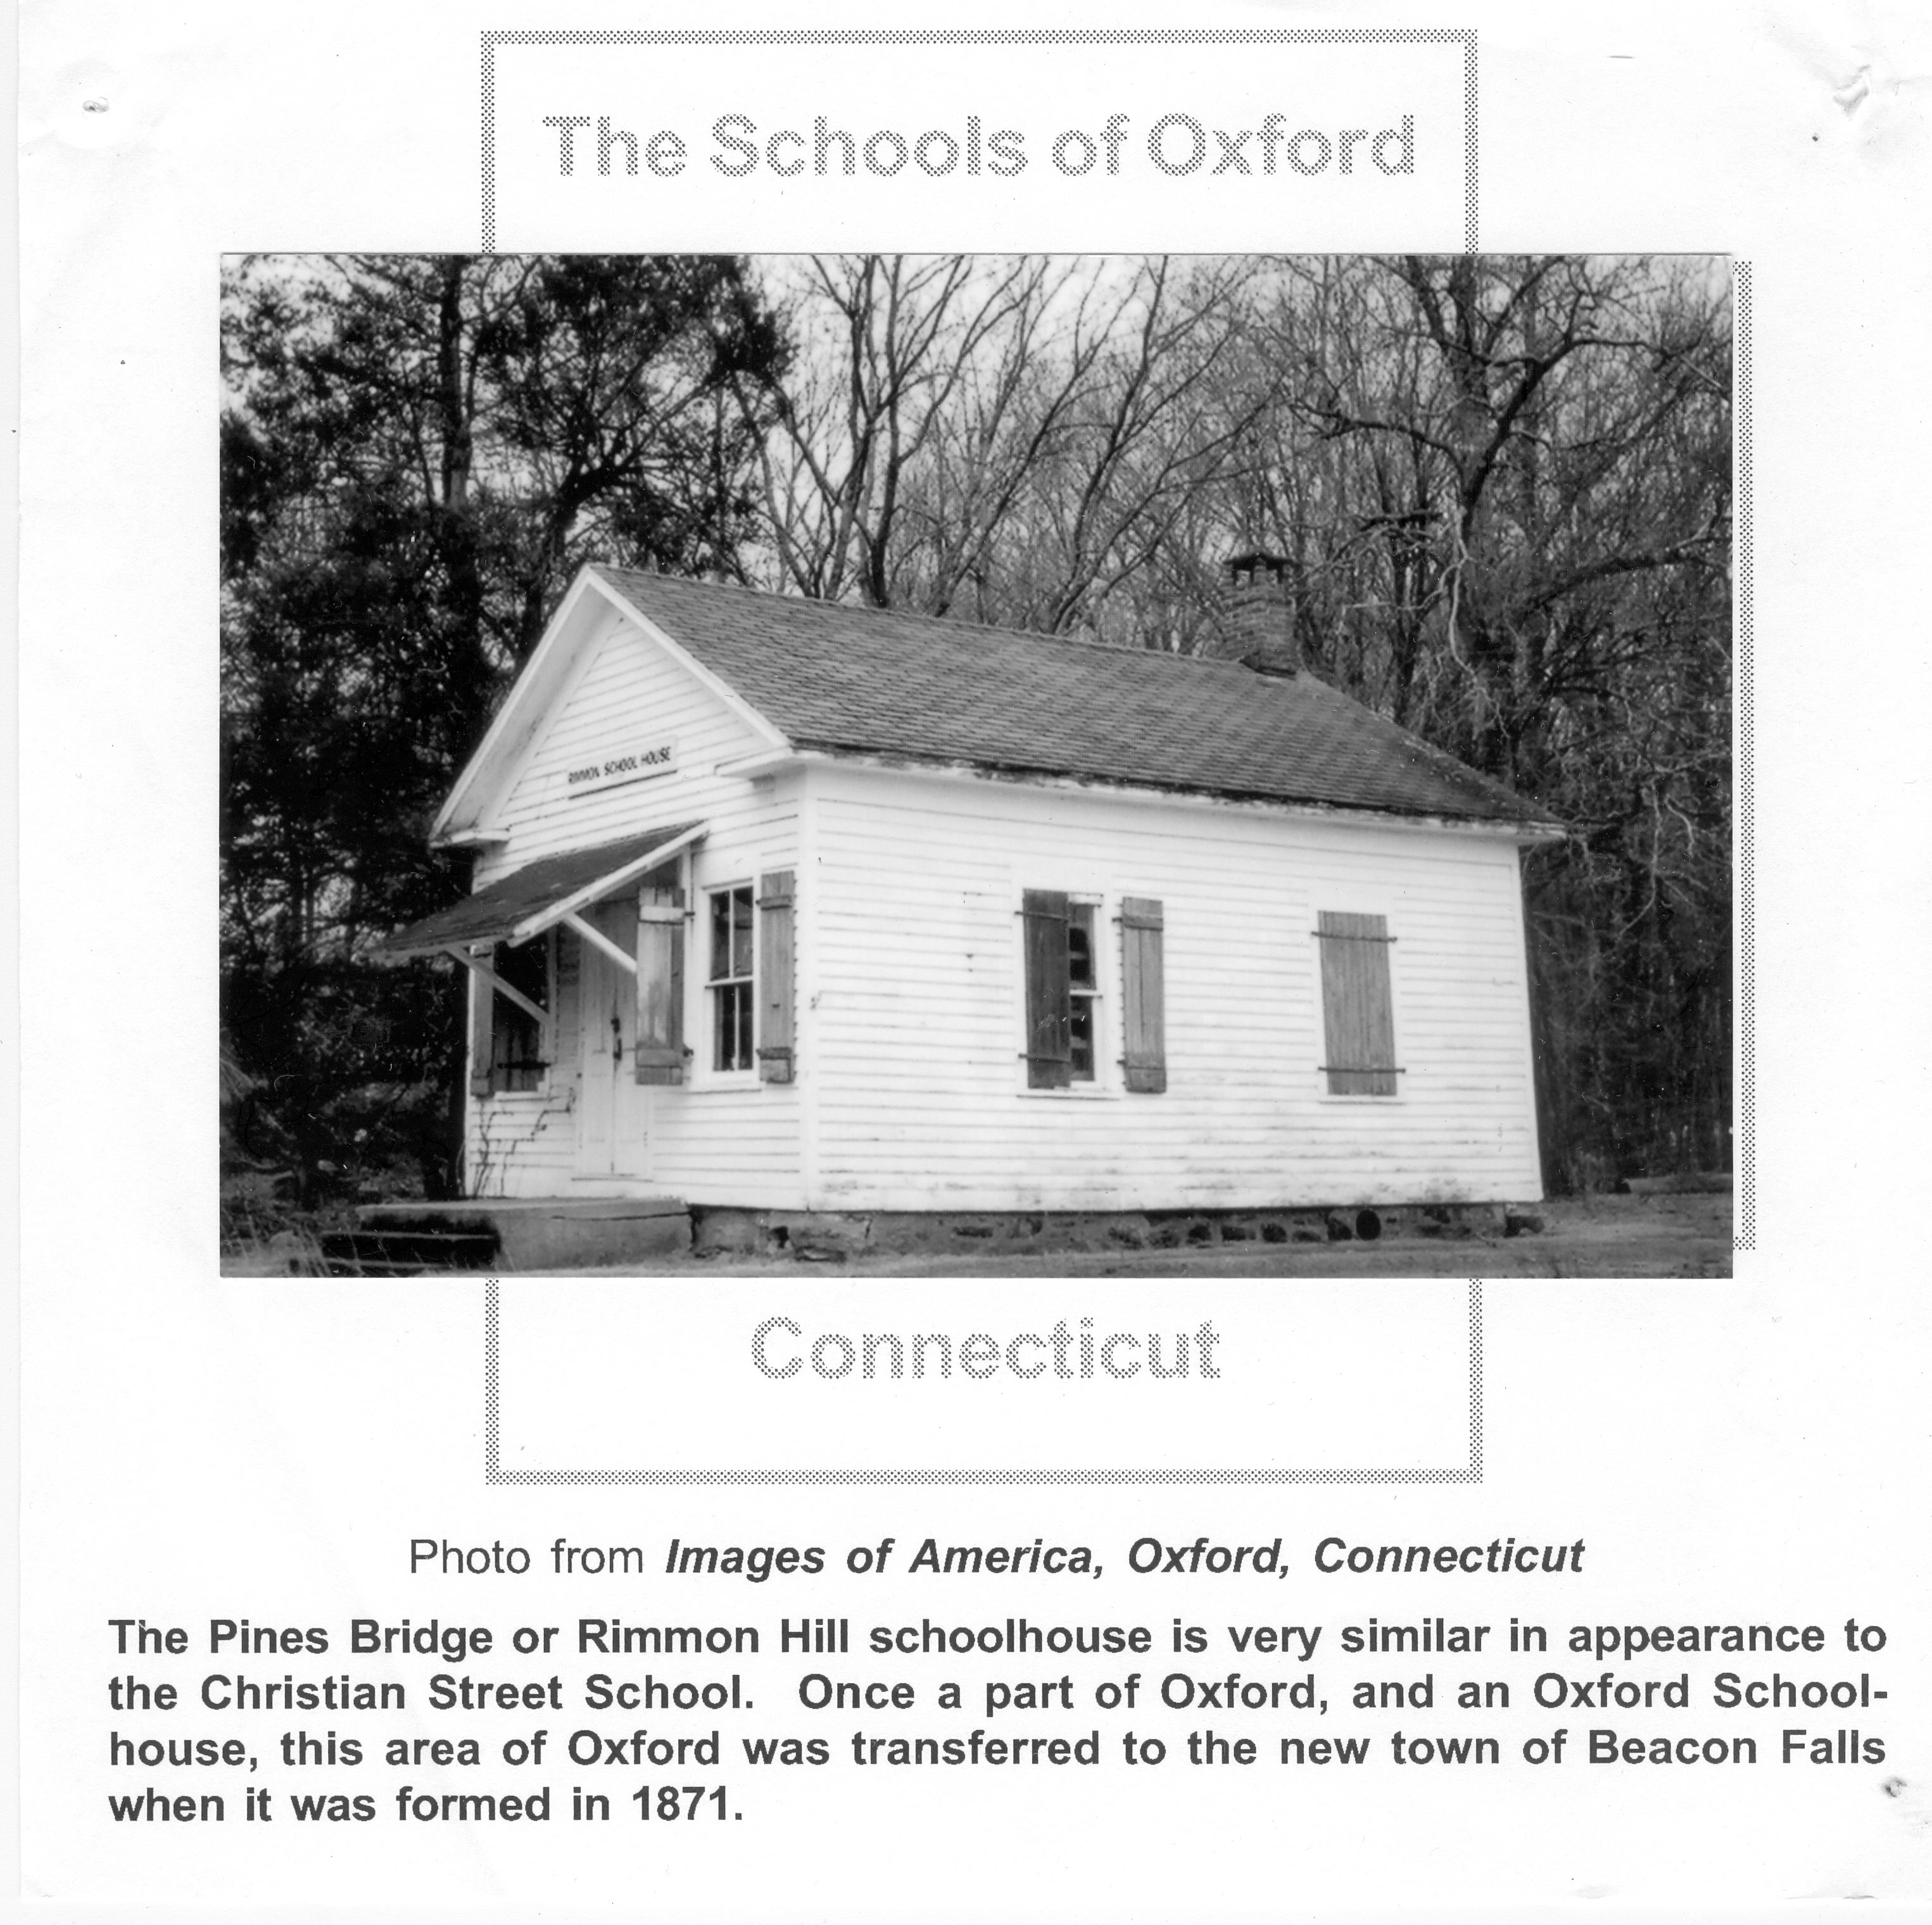 The Schools of Oxford
RIMMON SCHOOL HOUSE
Connecticut
Photo from Images of America, Oxford, Connecticut
The Pines Bridge or Rimmon Hill schoolhouse is very similar in appearance to
the Christian Street School. Once a part of Oxford, and an Oxford School-
house, this area of Oxford was transferred to the new town of Beacon Falls
when it was formed in 1871.